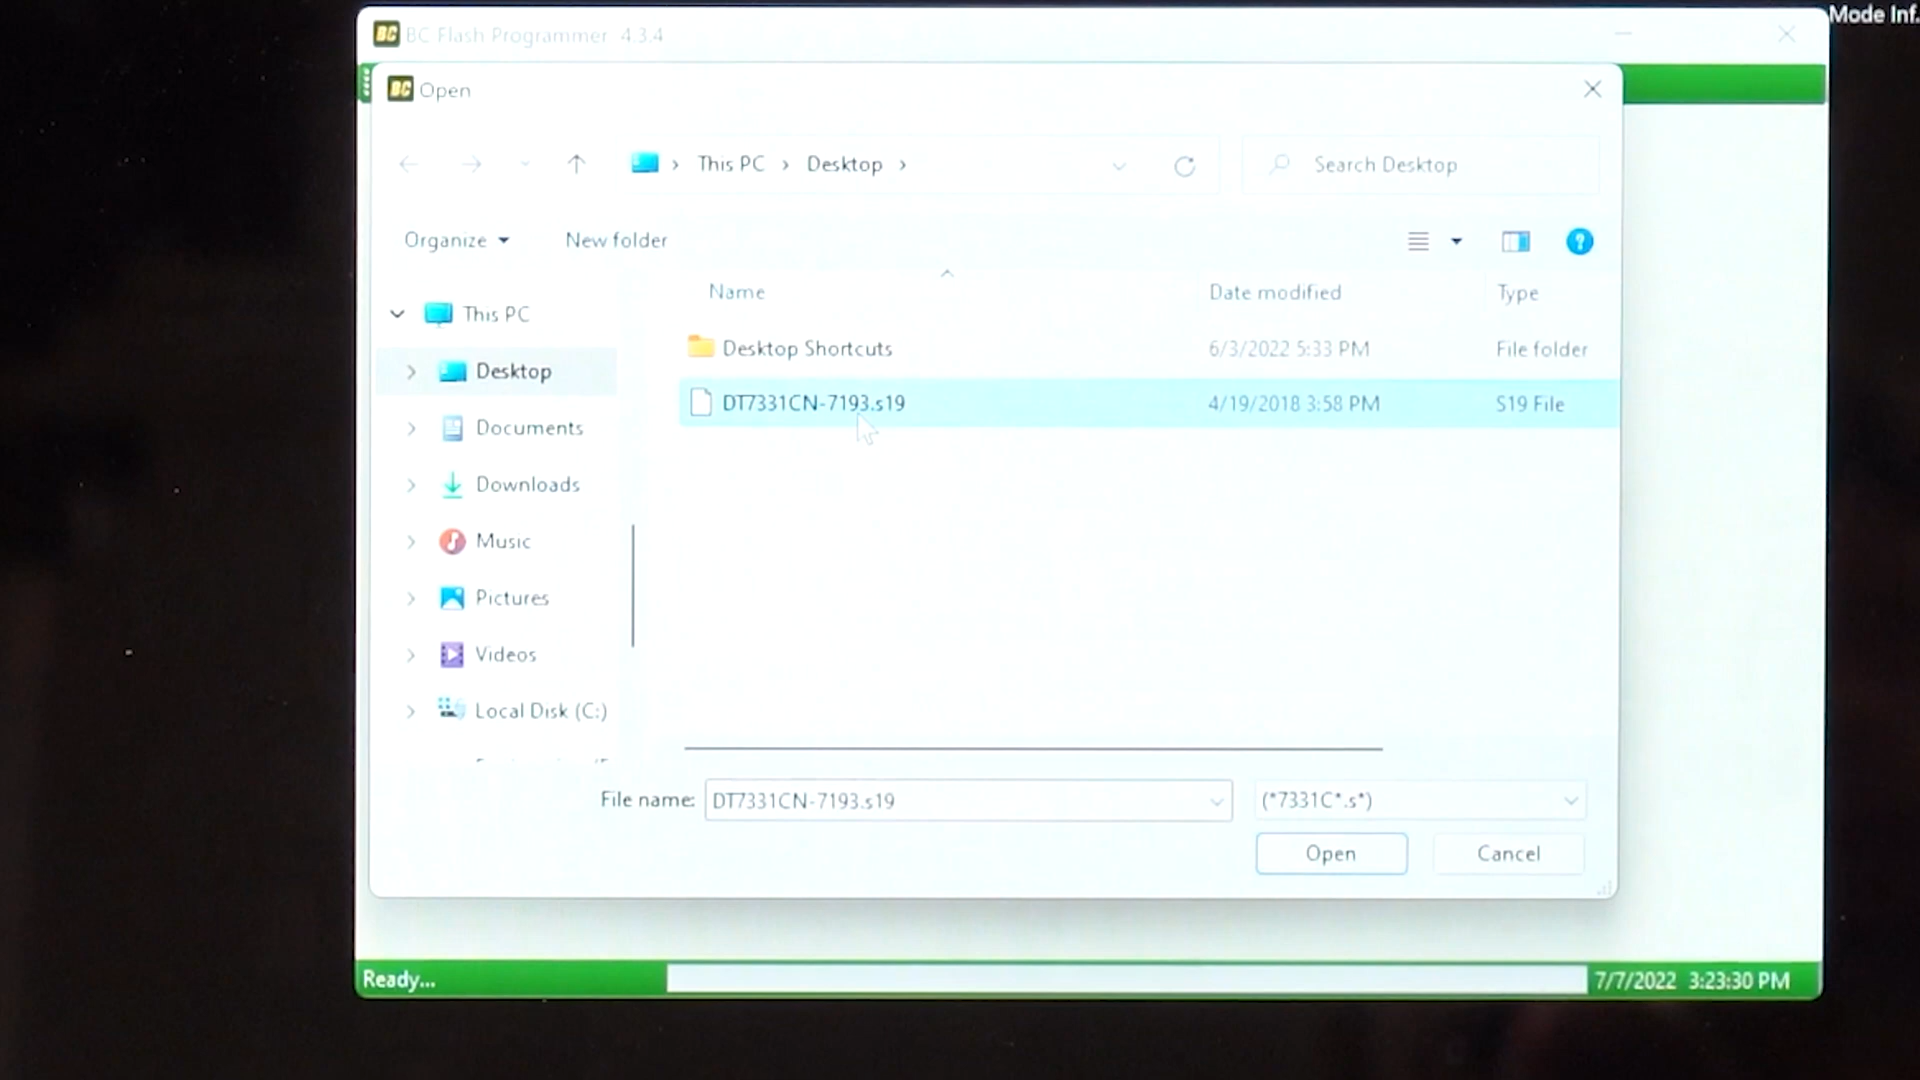 Mode Inf.
BC BC Flash Programmer 4.3.4
BC Open
This PC > Desktop >
Search Desktop
Organize
New folder
?
Name
Date modified
Type
This PC
Desktop
Documents
Downloads
Music
Pictures
Videos
Local Disk (C:)
Desktop Shortcuts
6/3/2022 5:33 PM
File folder
DT7331CN-7193.s19
4/19/2018 3:58 PM
S19 File
File name:
DT7331CN-7193.s19
(*7331C*.s*)
Open
Cancel
Ready...
7/7/2022 3:23:30 PM